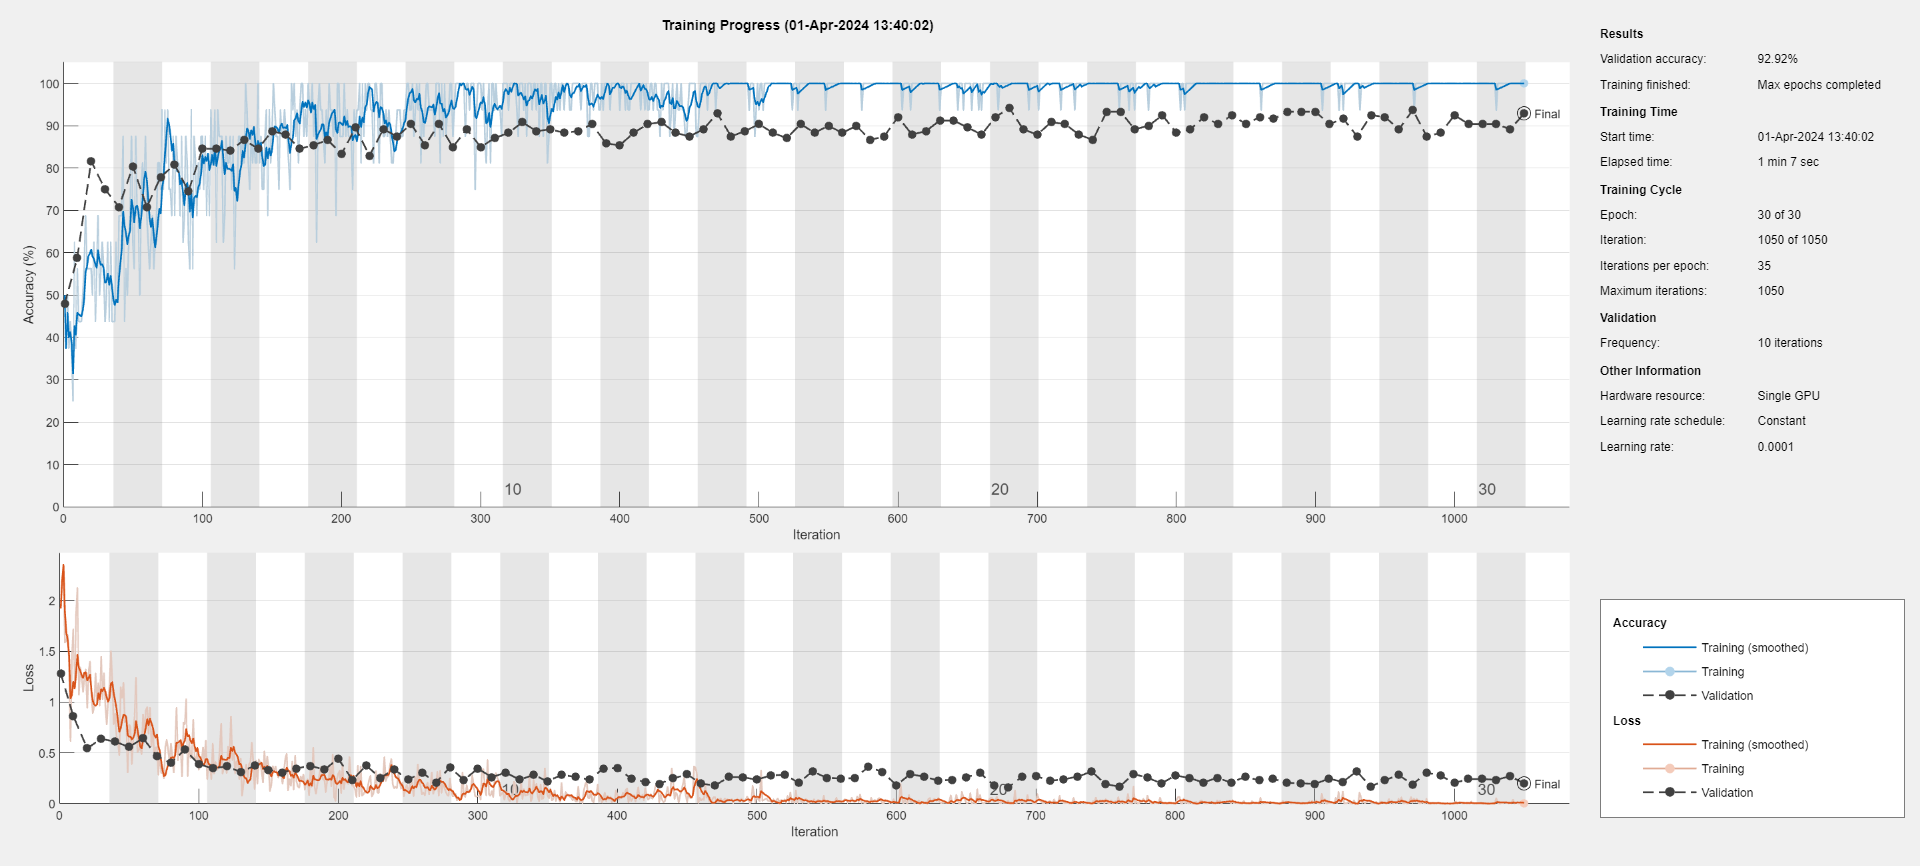 Training Progress (01-Apr-2024 13:40:02)
Accuracy (%)
100
90
80
70
60
50
40
30
20
10
0
Final
10
20
30
0
100
200
300
400
500
600
700
800
900
1000
Iteration
Loss
2
1.5
1
0.5
0
Final
10
20
30
0
100
200
300
400
500
600
700
800
900
1000
Iteration
Results
Validation accuracy: 92.92%
Training finished: Max epochs completed
Training Time
Start time: 01-Apr-2024 13:40:02
Elapsed time: 1 min 7 sec
Training Cycle
Epoch: 30 of 30
Iteration: 1050 of 1050
Iterations per epoch: 35
Maximum iterations: 1050
Validation
Frequency: 10 iterations
Other Information
Hardware resource: Single GPU
Learning rate schedule: Constant
Learning rate: 0.0001
Accuracy
Training (smoothed)
Training
Validation
Loss
Training (smoothed)
Training
Validation